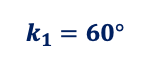 k₁ = 60°